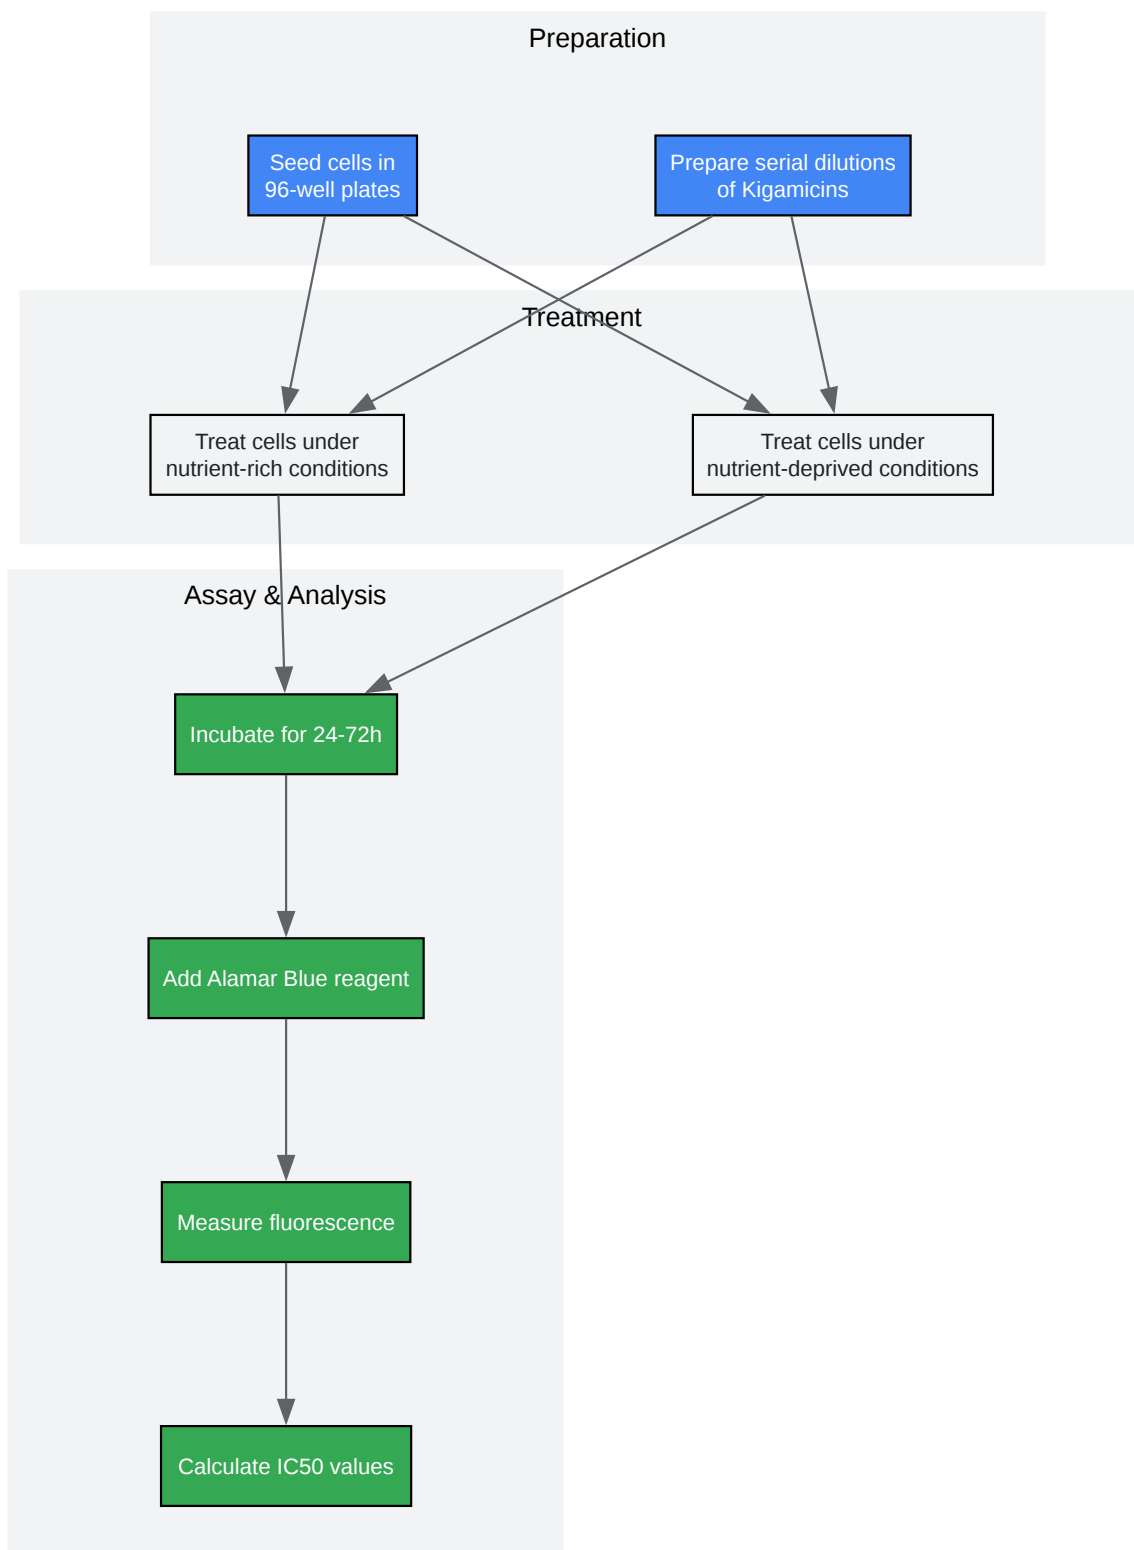 Preparation
Seed cells in
96-well plates
Prepare serial dilutions
of Kigamicins
Treatment
Treat cells under
nutrient-rich conditions
Treat cells under
nutrient-deprived conditions
Assay & Analysis
Incubate for 24-72h
Add Alamar Blue reagent
Measure fluorescence
Calculate IC50 values